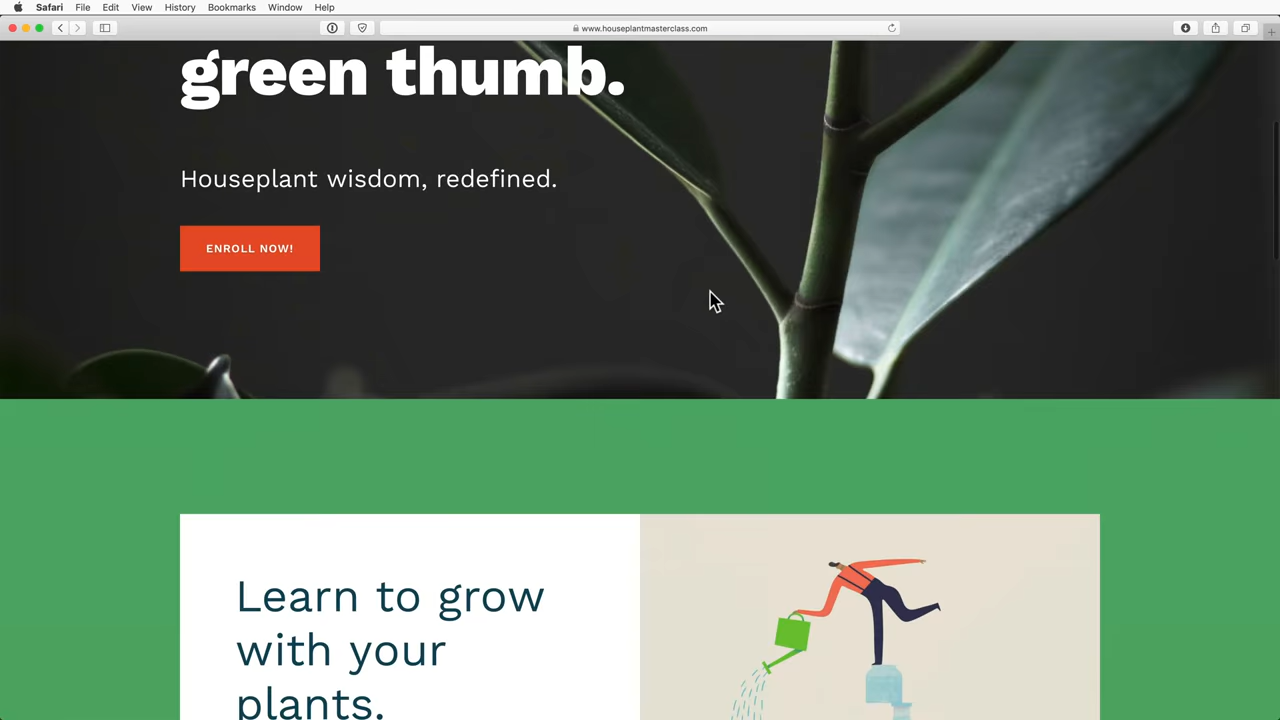 Safari File Edit View History Bookmarks Window Help
www.houseplantmasterclass.com
green thumb.
Houseplant wisdom, redefined.
ENROLL NOW!
Learn to grow
with your
plants.